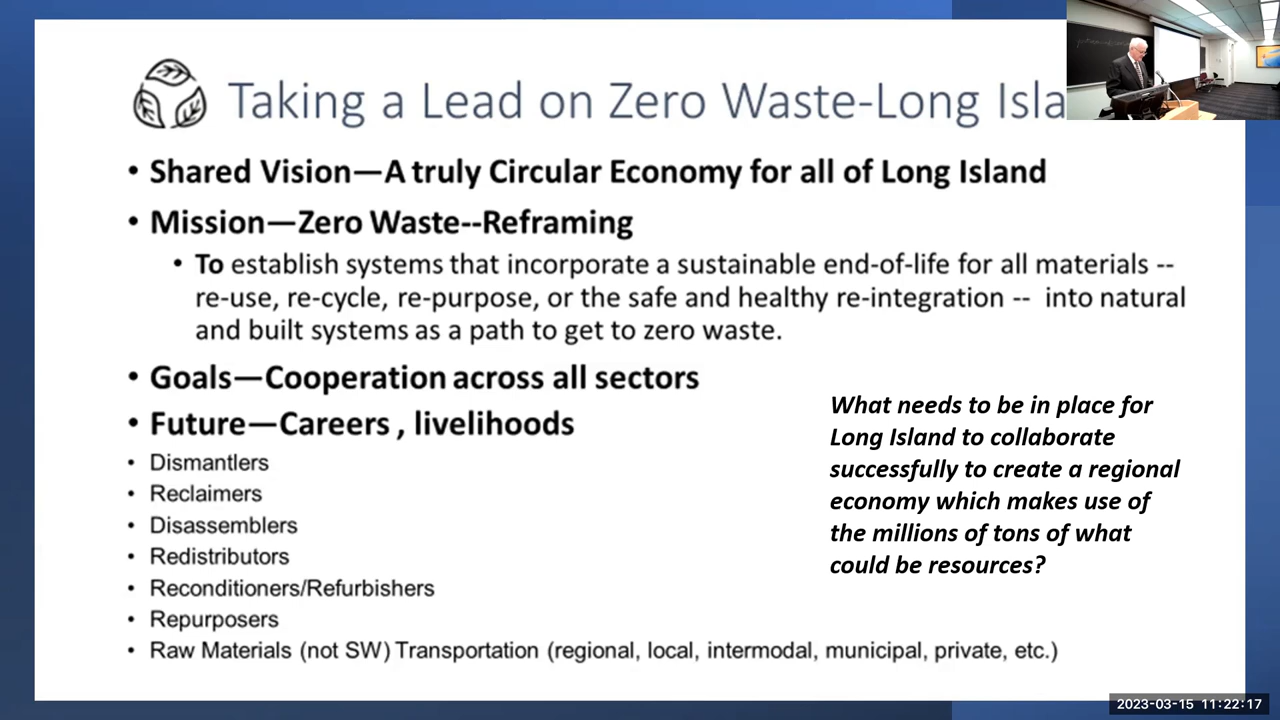 Taking a Lead on Zero Waste-Long Isla
• Shared Vision—A truly Circular Economy for all of Long Island
• Mission—Zero Waste--Reframing
• To establish systems that incorporate a sustainable end-of-life for all materials --
re-use, re-cycle, re-purpose, or the safe and healthy re-integration -- into natural
and built systems as a path to get to zero waste.
• Goals—Cooperation across all sectors
• Future—Careers , livelihoods
• Dismantlers
• Reclaimers
• Disassemblers
• Redistributors
• Reconditioners/Refurbishers
• Repurposers
• Raw Materials (not SW) Transportation (regional, local, intermodal, municipal, private, etc.)
What needs to be in place for
Long Island to collaborate
successfully to create a regional
economy which makes use of
the millions of tons of what
could be resources?
2023-03-15 11:22:17